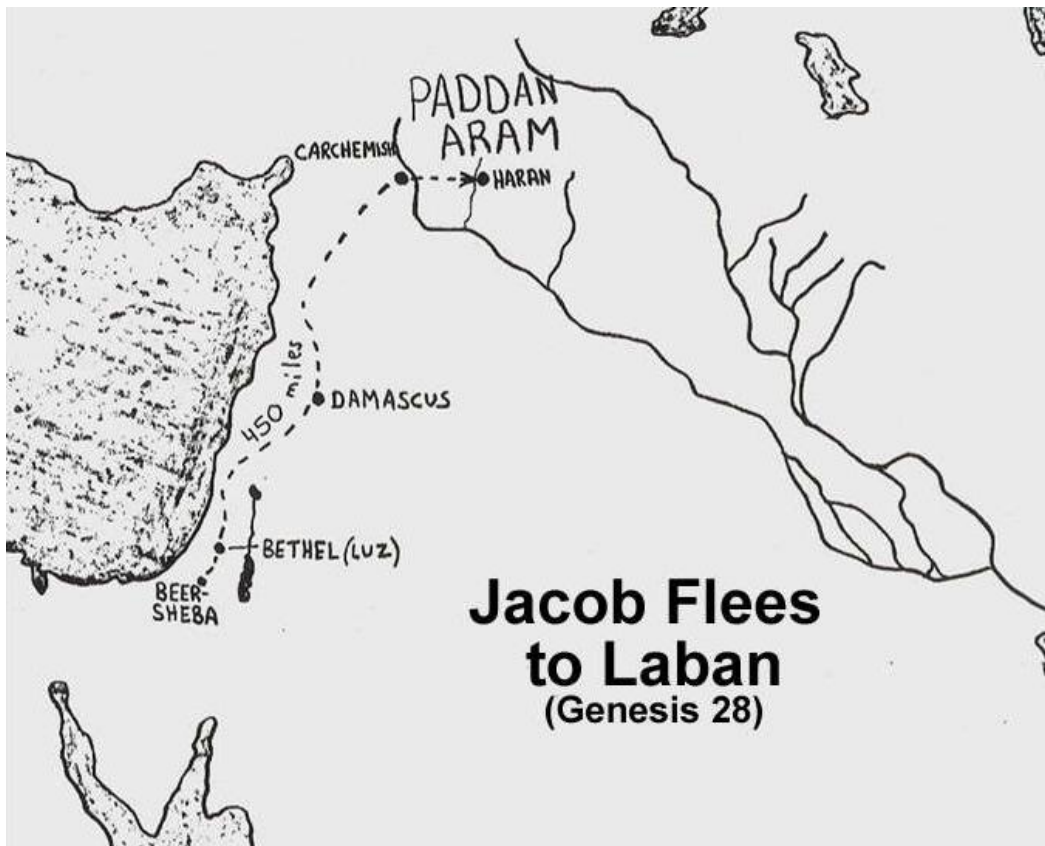 PADDAN
ARAM
CARCHEMISH
HARAN
450 miles
DAMASCUS
BETHEL (LUZ)
BEER-
SHEBA
Jacob Flees
to Laban
(Genesis 28)